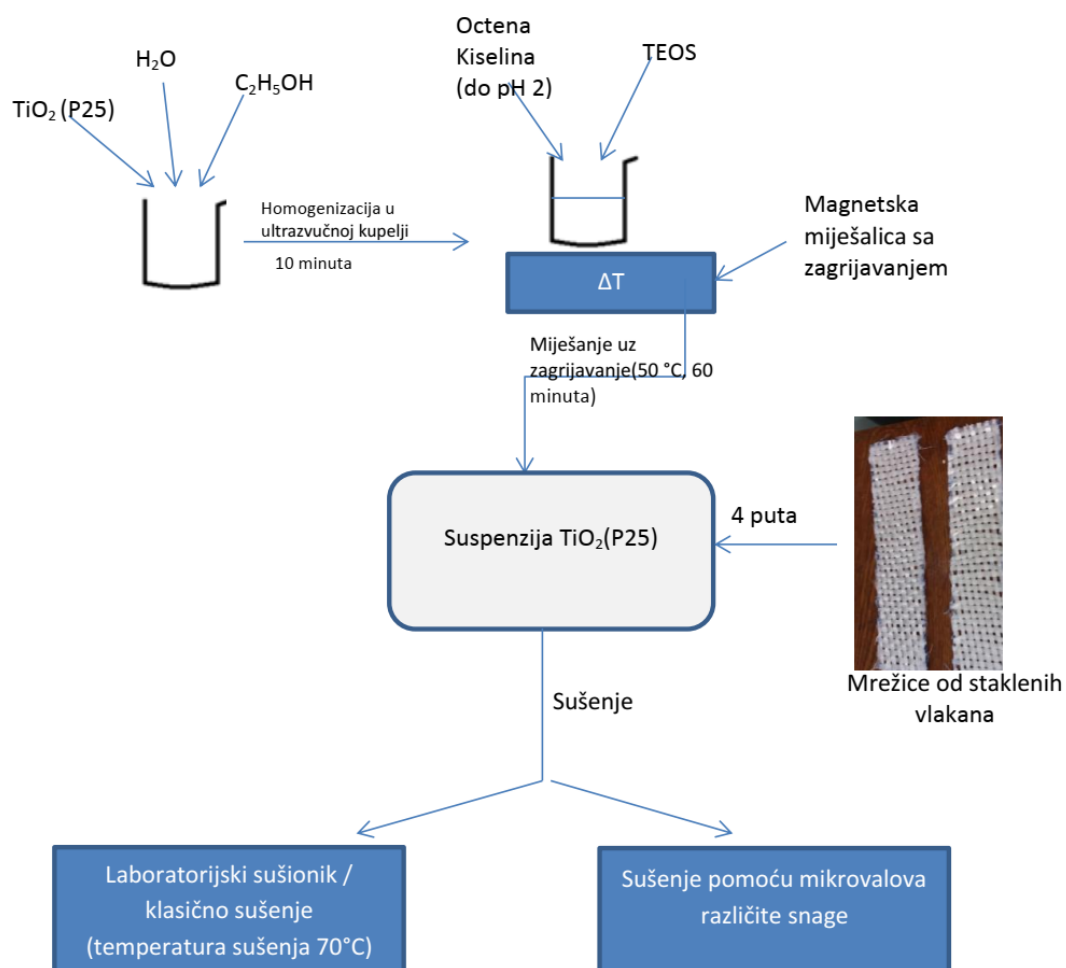 TiO₂ (P25)
H₂O
C₂H₅OH
Homogenizacija u
ultrazvučnoj kupelji
10 minuta
Octena
Kiselina
(do pH 2)
TEOS
Magnetska
miješalica sa
zagrijavanjem
ΔT
Miješanje uz
zagrijavanje(50 °C, 60
minuta)
Suspenzija TiO₂(P25)
4 puta
Mrežice od staklenih
vlakana
Sušenje
Laboratorijski sušionik /
klasično sušenje
(temperatura sušenja 70°C)
Sušenje pomoću mikrovalova
različite snage